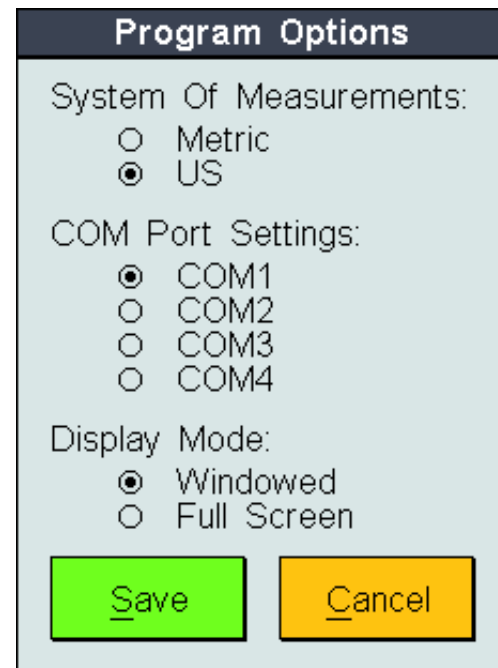 Program Options
System Of Measurements:
Metric
US
COM Port Settings:
COM1
COM2
COM3
COM4
Display Mode:
Windowed
Full Screen
Save
Cancel